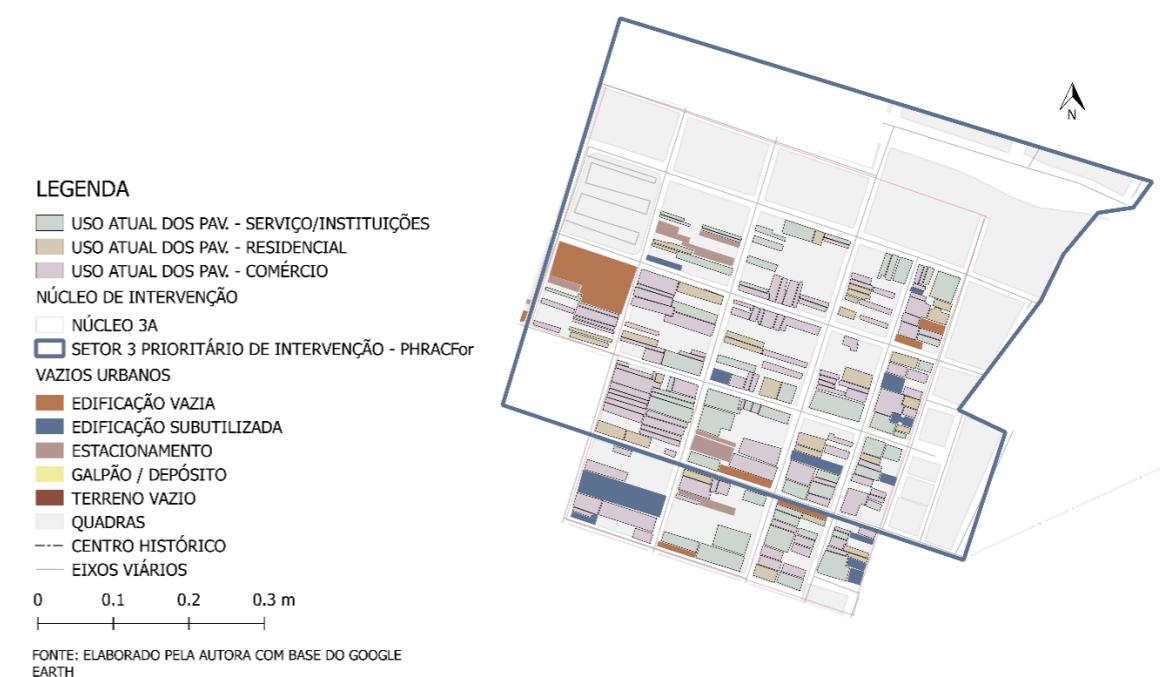 N
LEGENDA
USO ATUAL DOS PAV. - SERVIÇO/INSTITUIÇÕES
USO ATUAL DOS PAV. - RESIDENCIAL
USO ATUAL DOS PAV. - COMÉRCIO
NÚCLEO DE INTERVENÇÃO
NÚCLEO 3A
SETOR 3 PRIORITÁRIO DE INTERVENÇÃO - PHRACFor
VAZIOS URBANOS
EDIFICAÇÃO VAZIA
EDIFICAÇÃO SUBUTILIZADA
ESTACIONAMENTO
GALPÃO / DEPÓSITO
TERRENO VAZIO
QUADRAS
CENTRO HISTÓRICO
EIXOS VIÁRIOS
0 0.1 0.2 0.3 m
FONTE: ELABORADO PELA AUTORA COM BASE DO GOOGLE
EARTH